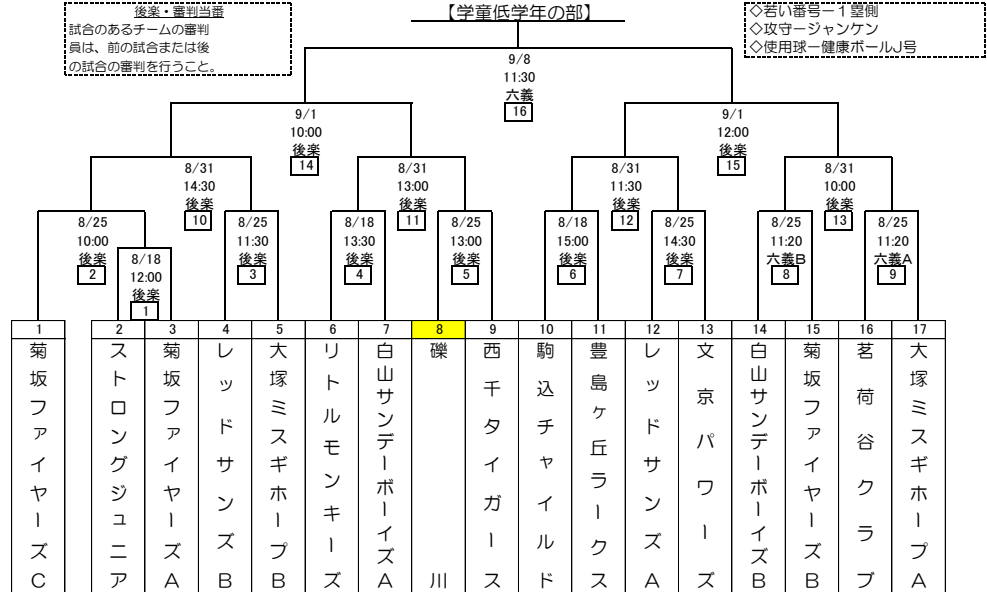 後楽・審判当番
試合のあるチームの審判
員は、前の試合または後
の試合の審判を行うこと。
【学童低学年の部】
◇若い番号ー１塁側
◇攻守ージャンケン
◇使用球ー健康ボールJ号
9/8
11:30
六義
16
9/1
10:00
後楽
14
9/1
12:00
後楽
15
8/31
14:30
後楽
10
8/31
13:00
後楽
11
8/31
11:30
後楽
12
8/31
10:00
後楽
13
8/25
10:00
後楽
2
8/18
12:00
後楽
1
8/25
11:30
後楽
3
8/18
13:30
後楽
4
8/25
13:00
後楽
5
8/18
15:00
後楽
6
8/25
14:30
後楽
7
8/25
11:20
六義B
8
8/25
11:20
六義A
9
1
菊坂ファイヤーズC
2
ストロングジュニア
3
菊坂ファイヤーズA
4
レッドサンズB
5
大塚ミスギホープB
6
リトルモンキーズ
7
白山サンデーボーイズA
8
礫川
9
西千タイガース
10
駒込チャイルド
11
豊島ヶ丘ラークス
12
レッドサンズA
13
文京パワーズ
14
白山サンデーボーイズB
15
菊坂ファイヤーズB
16
茗荷谷クラブ
17
大塚ミスギホープA